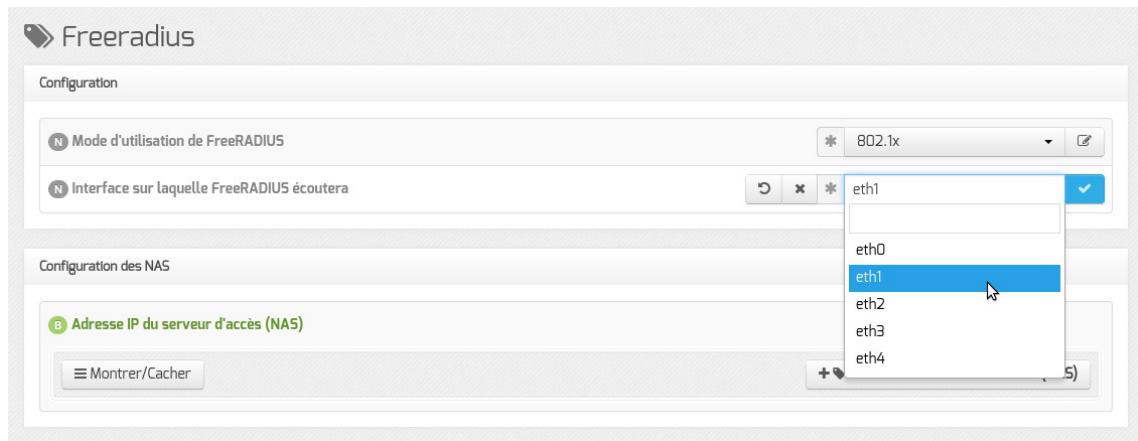 Freeradius
Configuration
N Mode d'utilisation de FreeRADIUS
802.1x
N Interface sur laquelle FreeRADIUS écoutera
eth1
eth0
eth1
eth2
eth3
eth4
Configuration des NAS
B Adresse IP du serveur d'accès (NAS)
Montrer/Cacher
S)